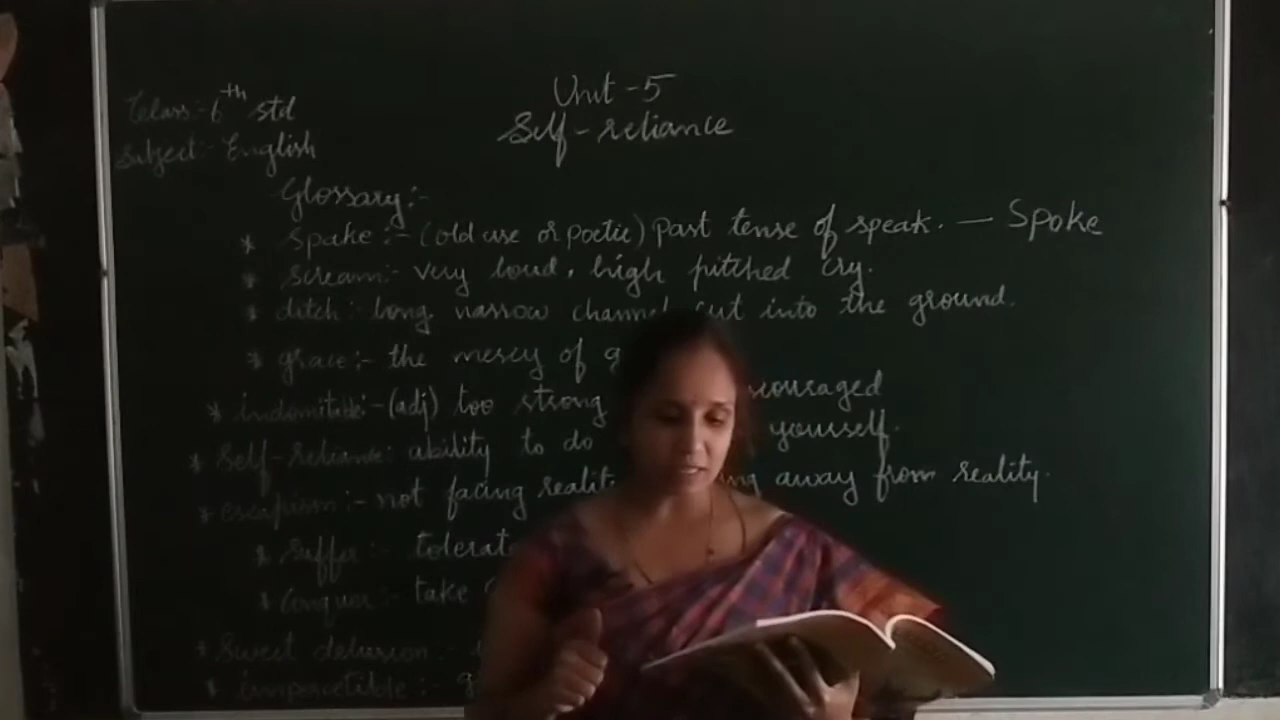 Class:- 6th std
Subject:- English
Unit -5
Self-reliance
Glossary:-
* Spake :- (old use or poetic) past tense of speak. — Spoke
* scream:- very loud, high pitched cry.
* ditch :- long, narrow channel cut into the ground.
* grace:- the mercy of g
* indomitable:- (adj) too strong
* self-reliance: ability to do yourself.
* escapism:- not facing away from reality.
* suffer :- tolerat
* Conquer:- take
* Sweet delusion:-